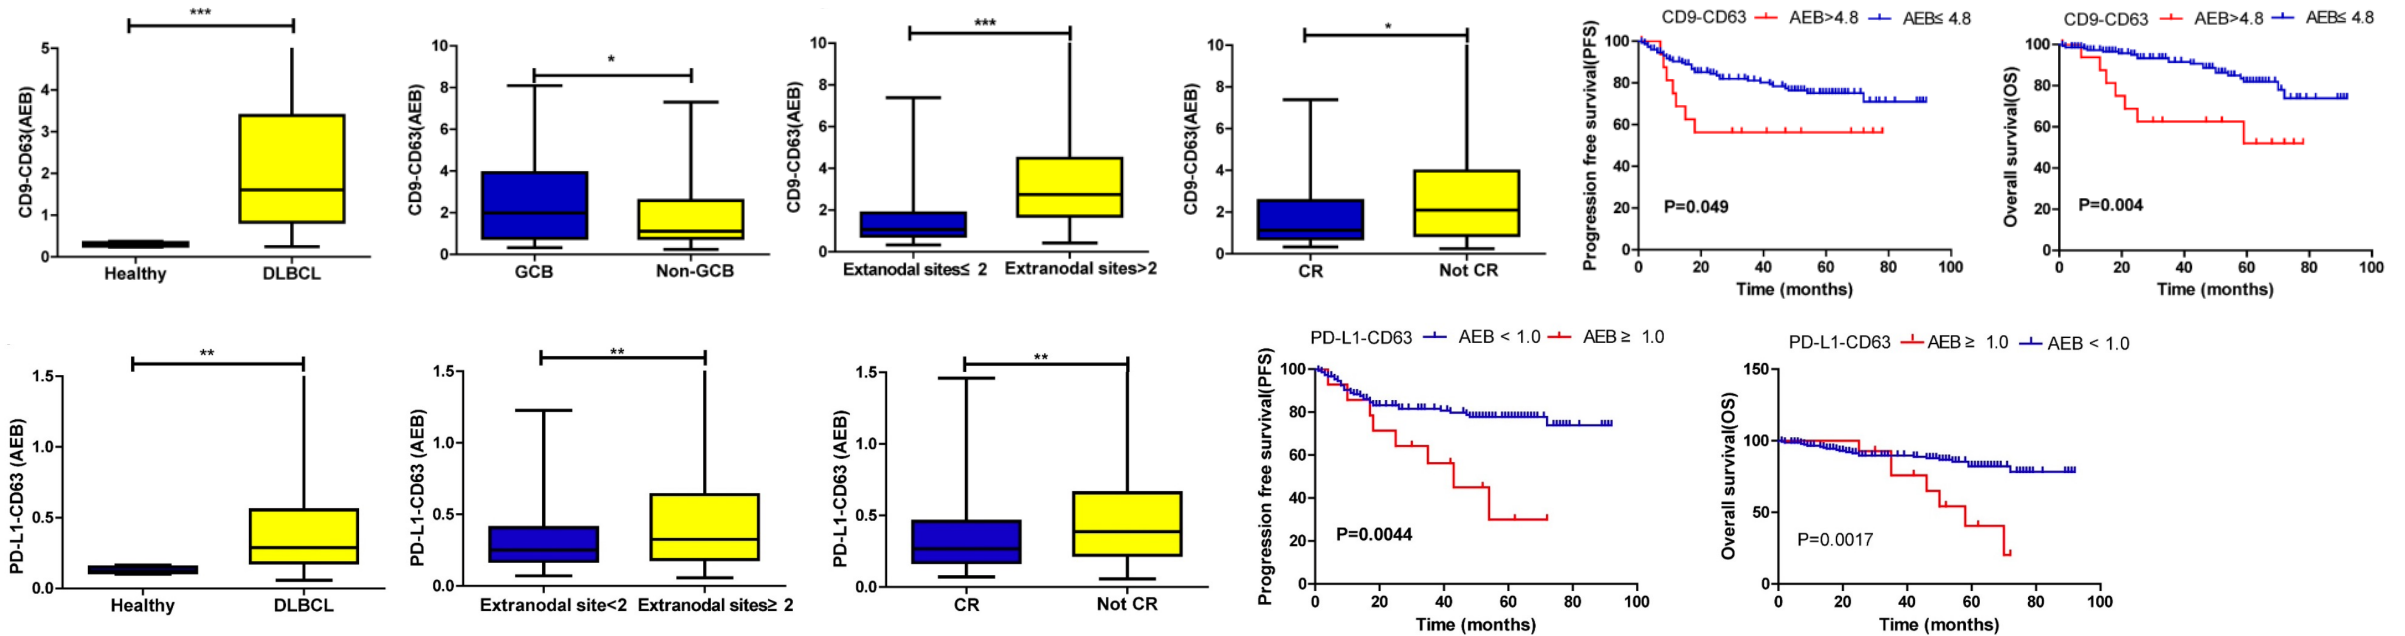 ***
CD9-CD63(AEB)
5
4
3
2
1
0
Healthy DLBCL
*
CD9-CD63(AEB)
10
8
6
4
2
0
GCB Non-GCB
***
CD9-CD63(AEB)
10
8
6
4
2
0
Extanodal sites≤ 2 Extranodal sites>2
*
CD9-CD63(AEB)
10
8
6
4
2
0
CR Not CR
CD9-CD63 AEB>4.8 AEB≤ 4.8
Progression free survival(PFS)
100
80
60
40
20
0
P=0.049
0 20 40 60 80 100
Time (months)
CD9-CD63 AEB>4.8 AEB≤ 4.8
Overall survival(OS)
100
80
60
40
20
0
P=0.004
0 20 40 60 80 100
Time (months)
**
PD-L1-CD63 (AEB)
1.5
1.0
0.5
0.0
Healthy DLBCL
**
PD-L1-CD63 (AEB)
1.5
1.0
0.5
0.0
Extranodal site<2 Extranodal sites≥ 2
**
PD-L1-CD63 (AEB)
1.5
1.0
0.5
0.0
CR Not CR
PD-L1-CD63 AEB < 1.0 AEB ≥ 1.0
Progression free survival(PFS)
100
80
60
40
20
0
P=0.0044
0 20 40 60 80 100
Time (months)
PD-L1-CD63 AEB ≥ 1.0 AEB < 1.0
Overall survival(OS)
150
100
50
0
P=0.0017
0 20 40 60 80 100
Time (months)